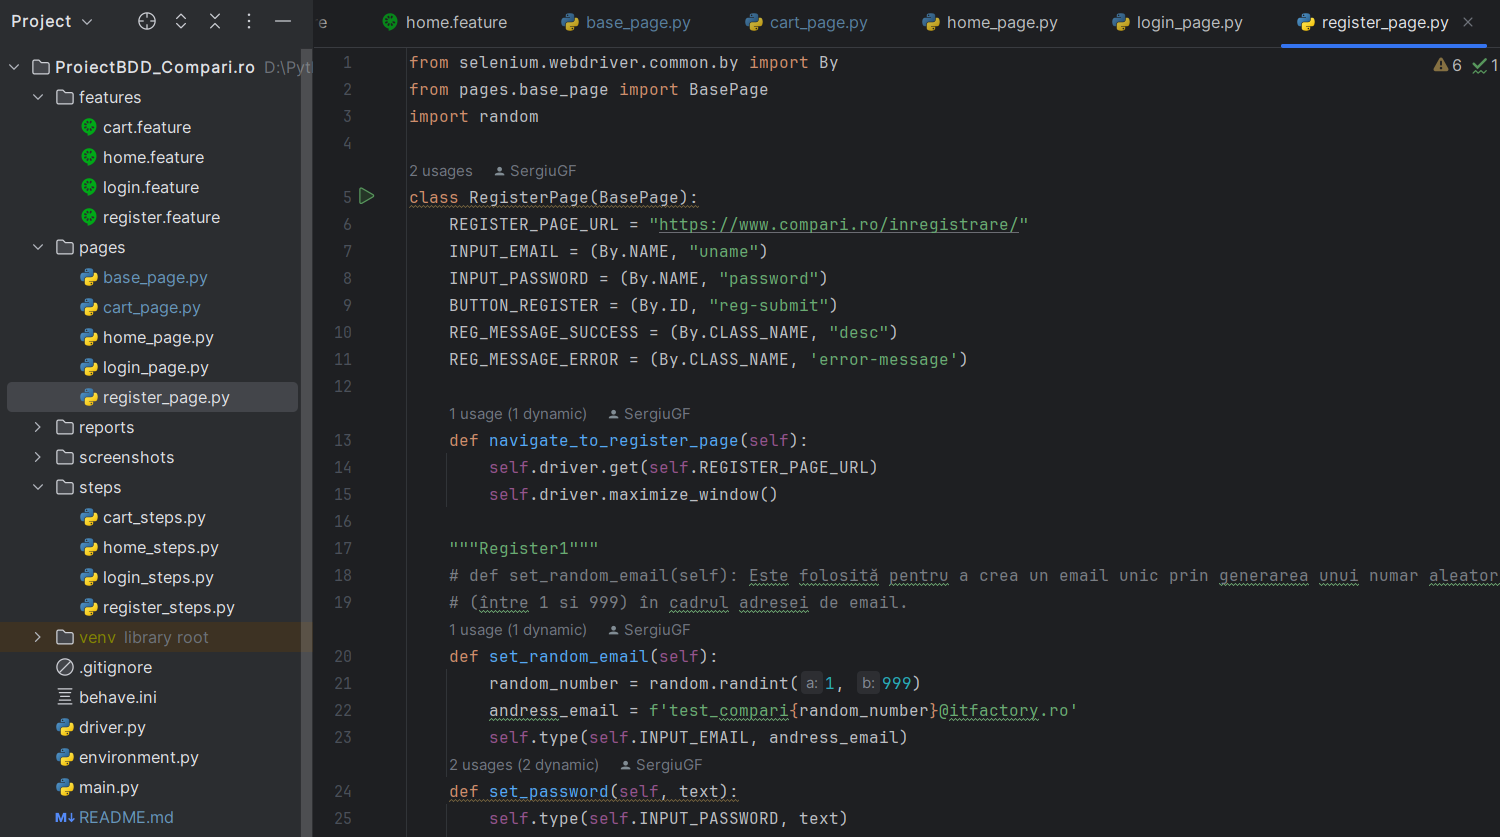 Project
e
home.feature
base_page.py
cart_page.py
home_page.py
login_page.py
register_page.py
ProiectBDD_Compari.ro D:\Pyt
features
cart.feature
home.feature
login.feature
register.feature
pages
base_page.py
cart_page.py
home_page.py
login_page.py
register_page.py
reports
screenshots
steps
cart_steps.py
home_steps.py
login_steps.py
register_steps.py
venv library root
.gitignore
behave.ini
driver.py
environment.py
main.py
M↓ README.md
6 1
1 from selenium.webdriver.common.by import By
2 from pages.base_page import BasePage
3 import random
4
2 usages SergiuGF
5 class RegisterPage(BasePage):
6 REGISTER_PAGE_URL = "https://www.compari.ro/inregistrare/"
7 INPUT_EMAIL = (By.NAME, "uname")
8 INPUT_PASSWORD = (By.NAME, "password")
9 BUTTON_REGISTER = (By.ID, "reg-submit")
10 REG_MESSAGE_SUCCESS = (By.CLASS_NAME, "desc")
11 REG_MESSAGE_ERROR = (By.CLASS_NAME, 'error-message')
12
1 usage (1 dynamic) SergiuGF
13 def navigate_to_register_page(self):
14 self.driver.get(self.REGISTER_PAGE_URL)
15 self.driver.maximize_window()
16
17 """Register1"""
18 # def set_random_email(self): Este folosită pentru a crea un email unic prin generarea unui numar aleator
19 # (între 1 si 999) în cadrul adresei de email.
1 usage (1 dynamic) SergiuGF
20 def set_random_email(self):
21 random_number = random.randint( a: 1, b: 999)
22 andress_email = f'test_compari{random_number}@itfactory.ro'
23 self.type(self.INPUT_EMAIL, andress_email)
2 usages (2 dynamic) SergiuGF
24 def set_password(self, text):
25 self.type(self.INPUT_PASSWORD, text)